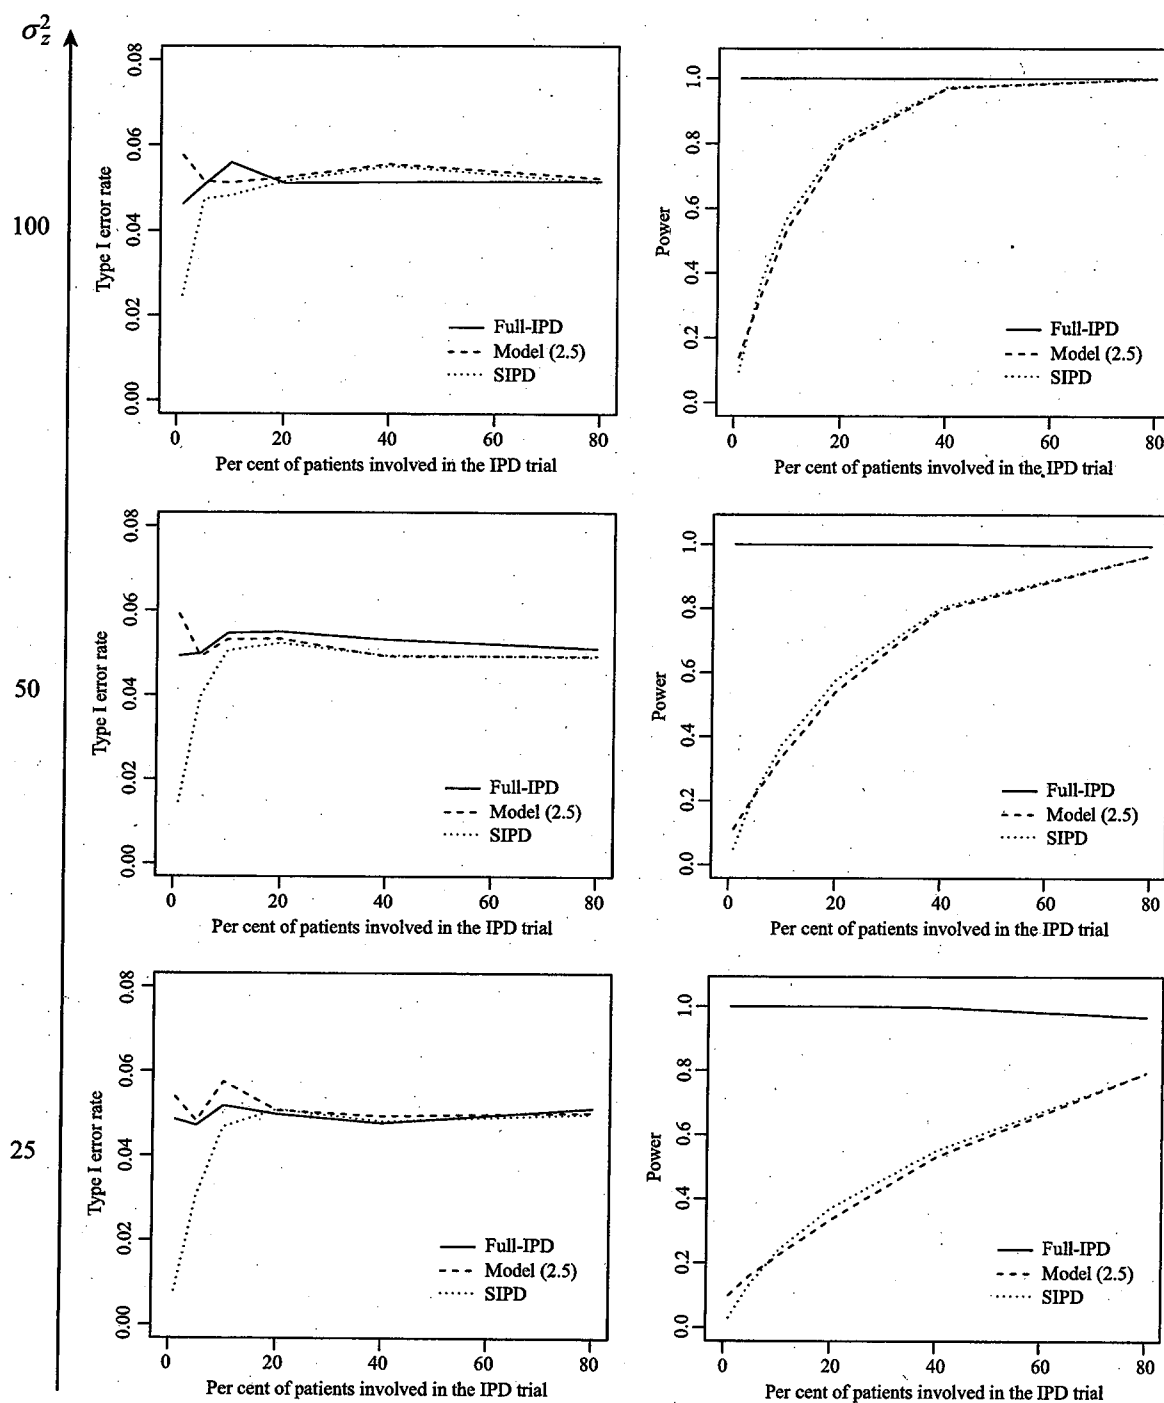 σ²z
100
50
25
Type I error rate
0.08
0.06
0.04
0.02
0.00
Full-IPD
Model (2.5)
SIPD
0 20 40 60 80
Per cent of patients involved in the IPD trial
Power
1.0
0.8
0.6
0.4
0.2
0.0
Full-IPD
Model (2.5)
SIPD
0 20 40 60 80
Per cent of patients involved in the IPD trial
Type I error rate
0.08
0.06
0.04
0.02
0.00
Full-IPD
Model (2.5)
SIPD
0 20 40 60 80
Per cent of patients involved in the IPD trial
Power
1.0
0.8
0.6
0.4
0.2
0.0
Full-IPD
Model (2.5)
SIPD
0 20 40 60 80
Per cent of patients involved in the IPD trial
Type I error rate
0.08
0.06
0.04
0.02
0.00
Full-IPD
Model (2.5)
SIPD
0 20 40 60 80
Per cent of patients involved in the IPD trial
Power
1.0
0.8
0.6
0.4
0.2
0.0
Full-IPD
Model (2.5)
SIPD
0 20 40 60 80
Per cent of patients involved in the IPD trial